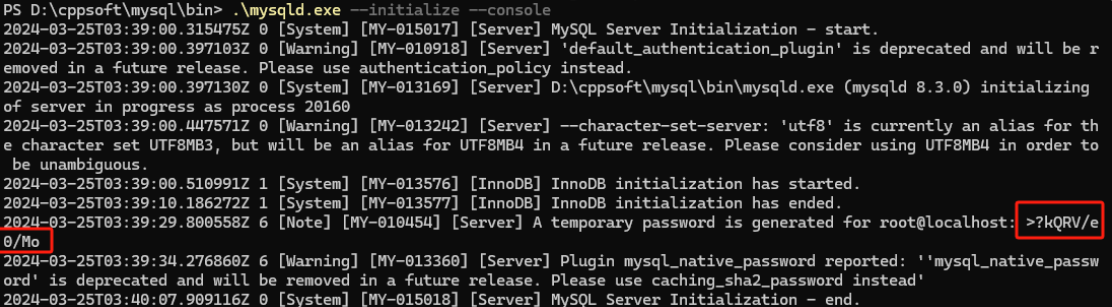 PS D:\cppsoft\mysql\bin> .\mysqld.exe --initialize --console
2024-03-25T03:39:00.315475Z 0 [System] [MY-015017] [Server] MySQL Server Initialization - start.
2024-03-25T03:39:00.397103Z 0 [Warning] [MY-010918] [Server] 'default_authentication_plugin' is deprecated and will be r
emoved in a future release. Please use authentication_policy instead.
2024-03-25T03:39:00.397130Z 0 [System] [MY-013169] [Server] D:\cppsoft\mysql\bin\mysqld.exe (mysqld 8.3.0) initializing
of server in progress as process 20160
2024-03-25T03:39:00.447571Z 0 [Warning] [MY-013242] [Server] --character-set-server: 'utf8' is currently an alias for th
e character set UTF8MB3, but will be an alias for UTF8MB4 in a future release. Please consider using UTF8MB4 in order to
 be unambiguous.
2024-03-25T03:39:00.510991Z 1 [System] [MY-013576] [InnoDB] InnoDB initialization has started.
2024-03-25T03:39:10.186272Z 1 [System] [MY-013577] [InnoDB] InnoDB initialization has ended.
2024-03-25T03:39:29.800558Z 6 [Note] [MY-010454] [Server] A temporary password is generated for root@localhost: >?kQRV/e
0/Mo
2024-03-25T03:39:34.276860Z 6 [Warning] [MY-013360] [Server] Plugin mysql_native_password reported: ''mysql_native_passw
ord' is deprecated and will be removed in a future release. Please use caching_sha2_password instead'
2024-03-25T03:40:07.909116Z 0 [System] [MY-015018] [Server] MySQL Server Initialization - end.